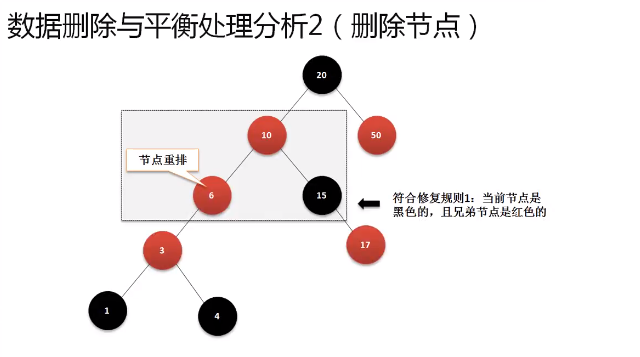 数据删除与平衡处理分析2（删除节点）
20
10
50
节点重排
6
15
符合修复规则1：当前节点是
黑色的，且兄弟节点是红色的
3
17
1
4